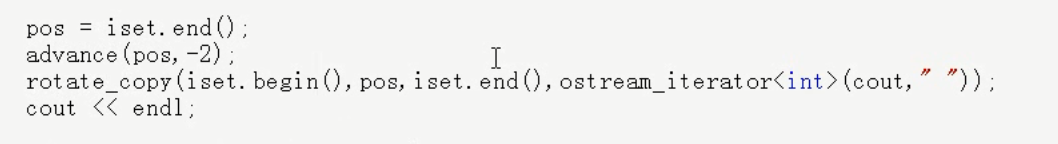 pos = iset.end();
advance(pos,-2);
rotate_copy(iset.begin(),pos,iset.end(),ostream_iterator<int>(cout," "));
cout << endl;